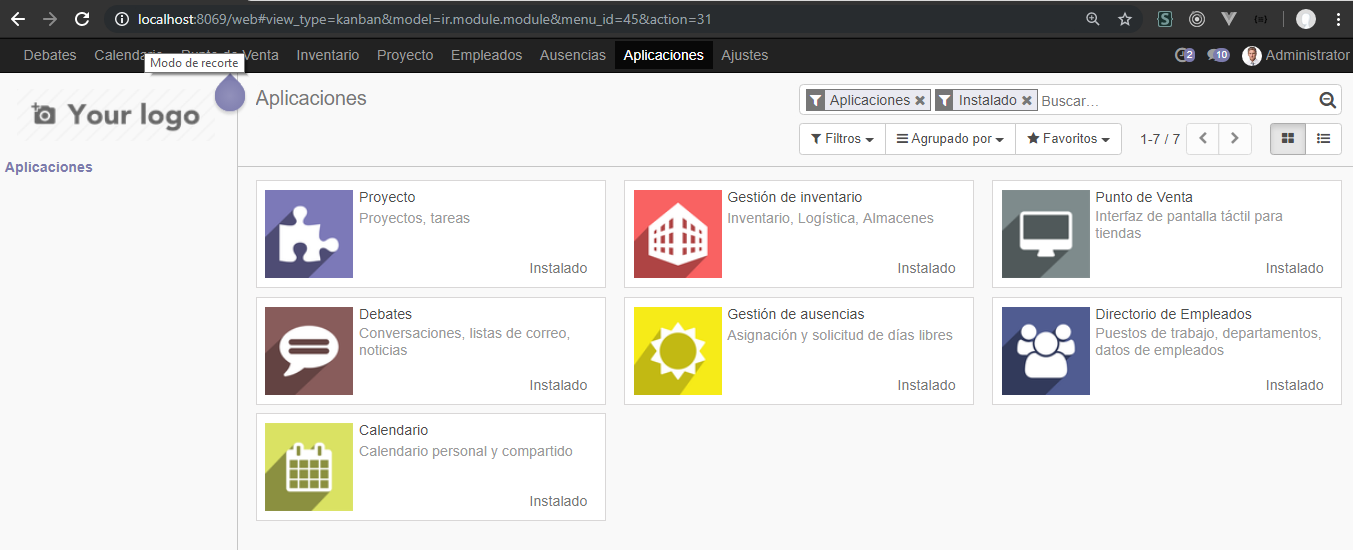 localhost:8069/web#view_type=kanban&model=ir.module.module&menu_id=45&action=31
Debates Calendario Punto de Venta Inventario Proyecto Empleados Ausencias Aplicaciones Ajustes 2 10 Administrator
Modo de recorte
Your logo
Aplicaciones
Aplicaciones Instalado Buscar...
Filtros Agrupado por Favoritos 1-7 / 7
Aplicaciones
Proyecto
Proyectos, tareas
Instalado
Gestión de inventario
Inventario, Logística, Almacenes
Instalado
Punto de Venta
Interfaz de pantalla táctil para
tiendas
Instalado
Debates
Conversaciones, listas de correo,
noticias
Instalado
Gestión de ausencias
Asignación y solicitud de días libres
Instalado
Directorio de Empleados
Puestos de trabajo, departamentos,
datos de empleados
Instalado
Calendario
Calendario personal y compartido
Instalado